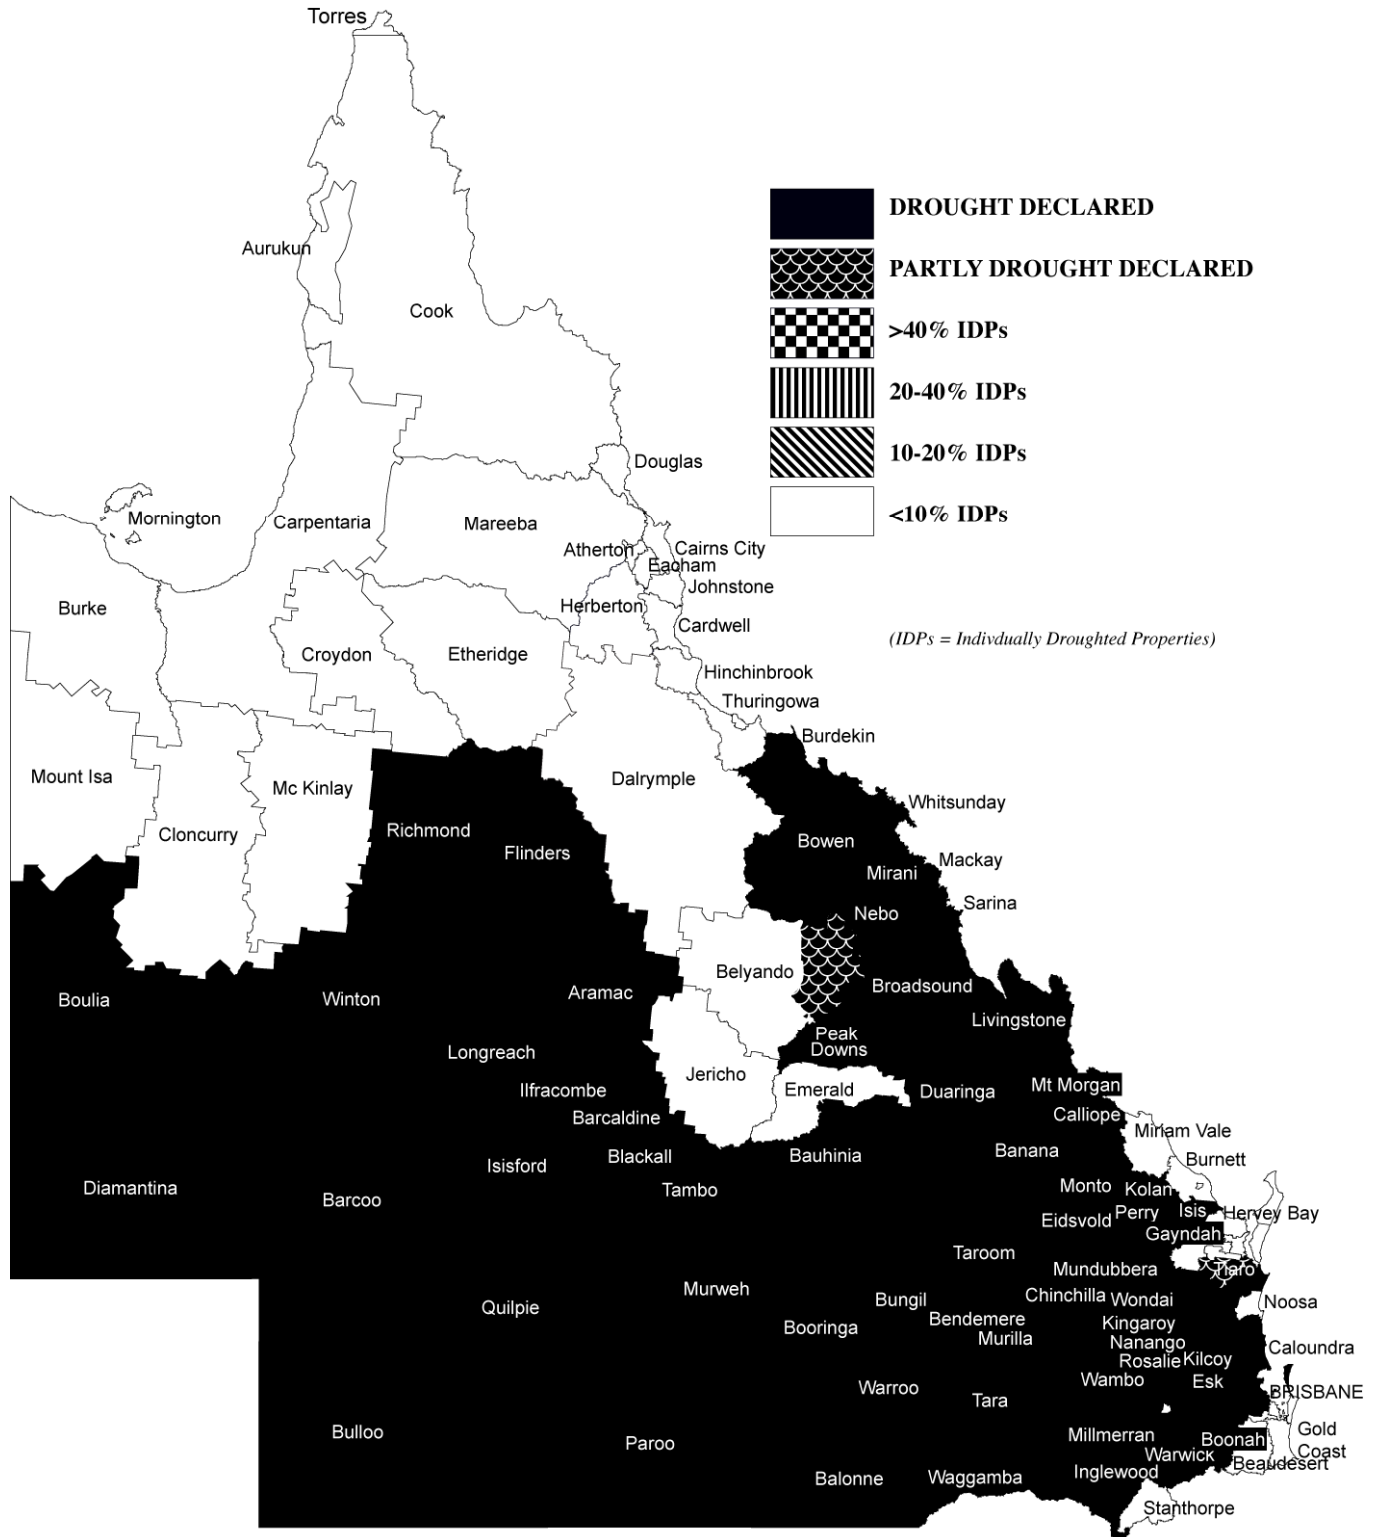 Torres
DROUGHT DECLARED
Aurukun
PARTLY DROUGHT DECLARED
Cook
>40% IDPs
20-40% IDPs
Douglas
10-20% IDPs
Mornington
Carpentaria
Mareeba
<10% IDPs
Atherton
Cairns City
Eacham
Johnstone
Burke
Herberton
Cardwell
(IDPs = Indivdually Droughted Properties)
Croydon
Etheridge
Hinchinbrook
Thuringowa
Burdekin
Mount Isa
Mc Kinlay
Dalrymple
Whitsunday
Cloncurry
Richmond
Flinders
Bowen
Mirani
Mackay
Nebo
Sarina
Boulia
Winton
Aramac
Belyando
Broadsound
Livingstone
Longreach
Peak
Downs
Jericho
Ilfracombe
Emerald
Duaringa
Mt Morgan
Barcaldine
Calliope
Miriam Vale
Isisford
Blackall
Bauhinia
Banana
Burnett
Diamantina
Barcoo
Tambo
Monto
Kolan
Eidsvold
Perry
Isis
Hervey Bay
Gayndah
Taroom
Mundubbera
Tiaro
Quilpie
Murweh
Bungil
Chinchilla
Wondai
Noosa
Booringa
Bendemere
Kingaroy
Murilla
Nanango
Rosalie
Kilcoy
Caloundra
Warroo
Tara
Wambo
Esk
BRISBANE
Bulloo
Paroo
Millmerran
Boonah
Gold
Coast
Warwick
Beaudesert
Balonne
Waggamba
Inglewood
Stanthorpe